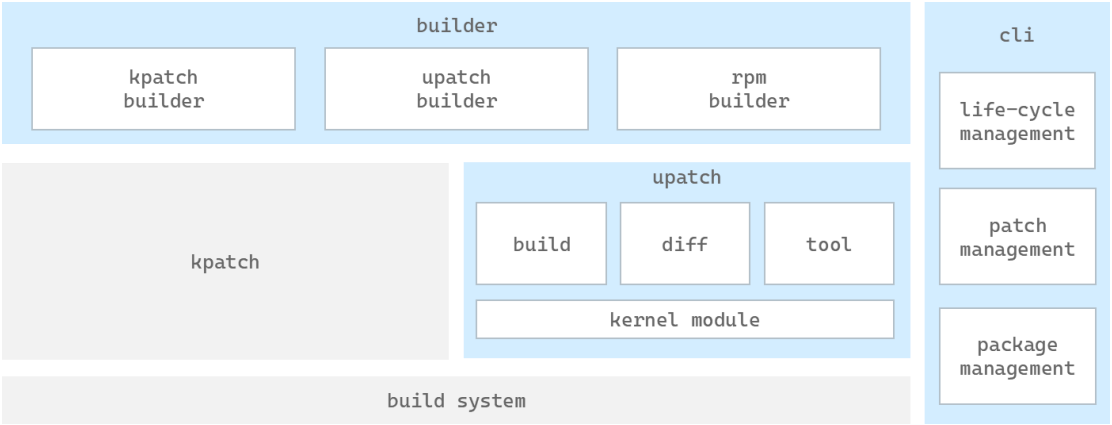 builder
kpatch
builder
upatch
builder
rpm
builder
cli
life-cycle
management
patch
management
package
management
kpatch
upatch
build
diff
tool
kernel module
build system